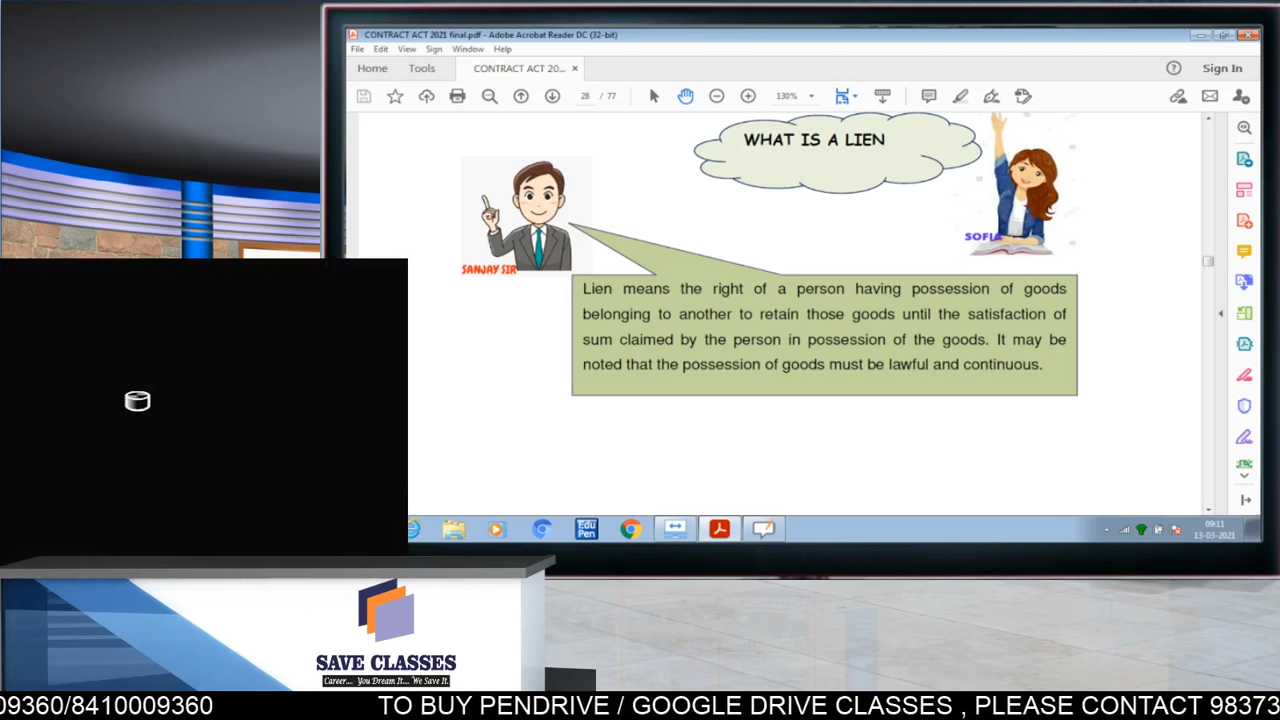 CONTRACT ACT 2021 final.pdf - Adobe Acrobat Reader DC (32-bit)
File Edit View Sign Window Help
Home Tools CONTRACT ACT 20... × Sign In
28 / 77 130%
WHAT IS A LIEN
SOFIA
SANJAY SIR
Lien means the right of a person having possession of goods
belonging to another to retain those goods until the satisfaction of
sum claimed by the person in possession of the goods. It may be
noted that the possession of goods must be lawful and continuous.
Edu
Pen
09:11
13-03-2021
SAVE CLASSES
Career.... You Dream It... We Save It.
09360/8410009360 TO BUY PENDRIVE / GOOGLE DRIVE CLASSES , PLEASE CONTACT 98373